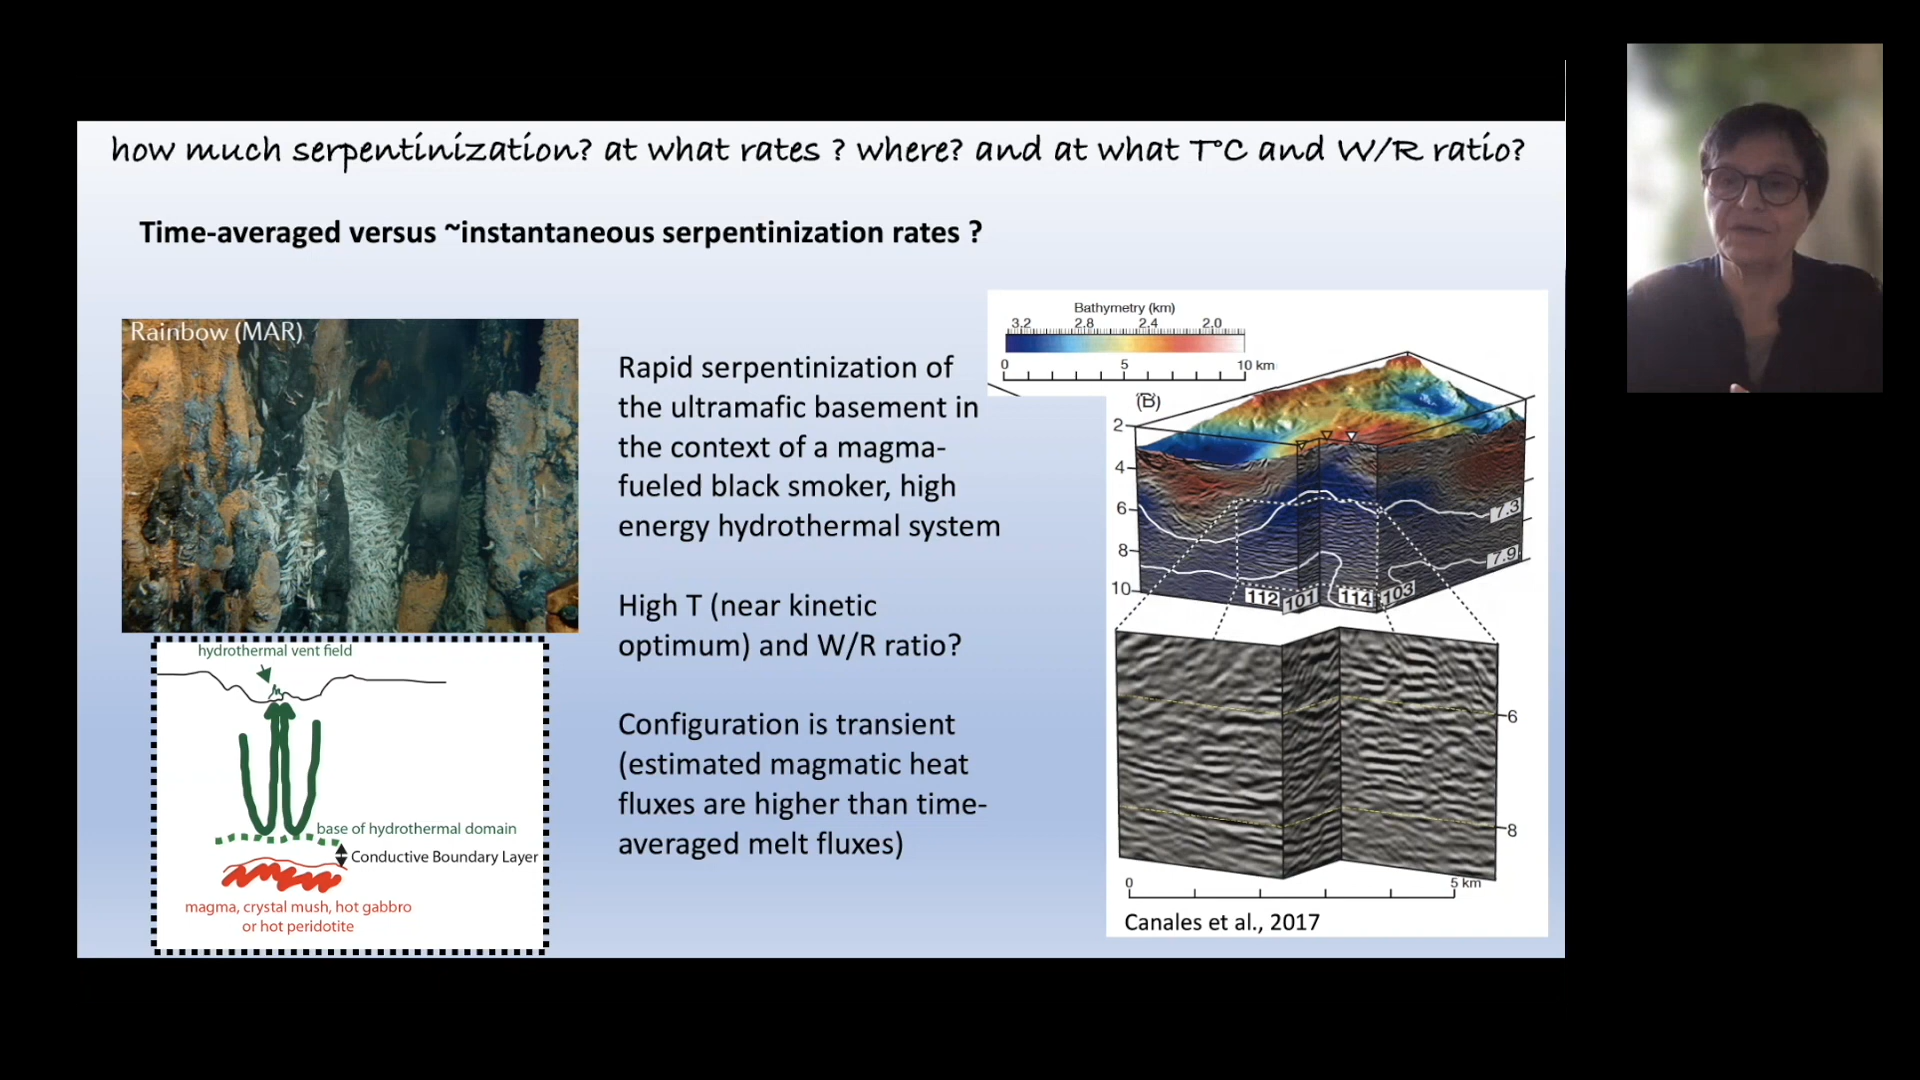 how much serpentinization? at what rates ? where? and at what T°C and W/R ratio?
Time-averaged versus ~instantaneous serpentinization rates ?
Rainbow (MAR)
hydrothermal vent field
base of hydrothermal domain
Conductive Boundary Layer
magma, crystal mush, hot gabbro
or hot peridotite
Rapid serpentinization of
the ultramafic basement in
the context of a magma-
fueled black smoker, high
energy hydrothermal system
High T (near kinetic
optimum) and W/R ratio?
Configuration is transient
(estimated magmatic heat
fluxes are higher than time-
averaged melt fluxes)
Bathymetry (km)
3.2 2.8 2.4 2.0
0 5 10 km
(B)
2
4
6
8
10
7.3
7.9
112 101 114 103
6
8
0 5 km
Canales et al., 2017